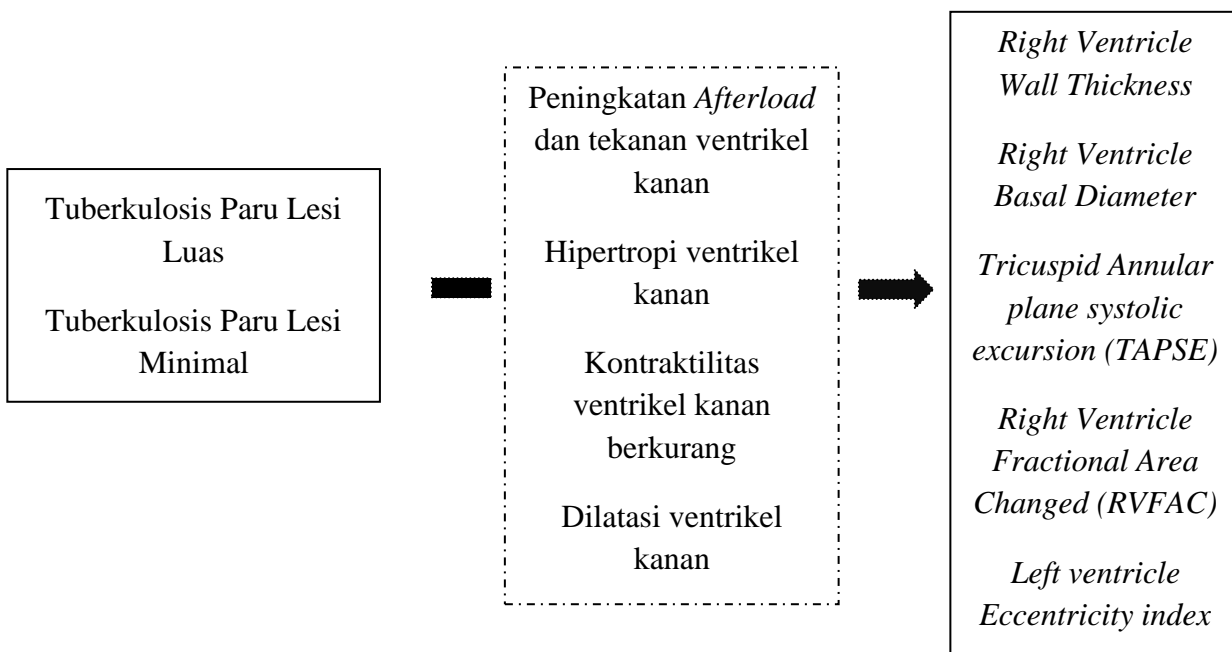 Tuberkulosis Paru Lesi
Luas
Tuberkulosis Paru Lesi
Minimal
Peningkatan Afterload
dan tekanan ventrikel
kanan
Hipertropi ventrikel
kanan
Kontraktilitas
ventrikel kanan
berkurang
Dilatasi ventrikel
kanan
Right Ventricle
Wall Thickness
Right Ventricle
Basal Diameter
Tricuspid Annular
plane systolic
excursion (TAPSE)
Right Ventricle
Fractional Area
Changed (RVFAC)
Left ventricle
Eccentricity index